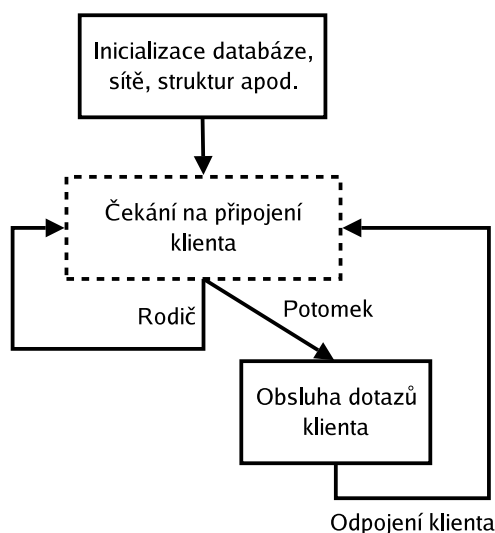 Inicializace databáze,
sítě, struktur apod.
Čekání na připojení
klienta
Rodič
Potomek
Obsluha dotazů
klienta
Odpojení klienta